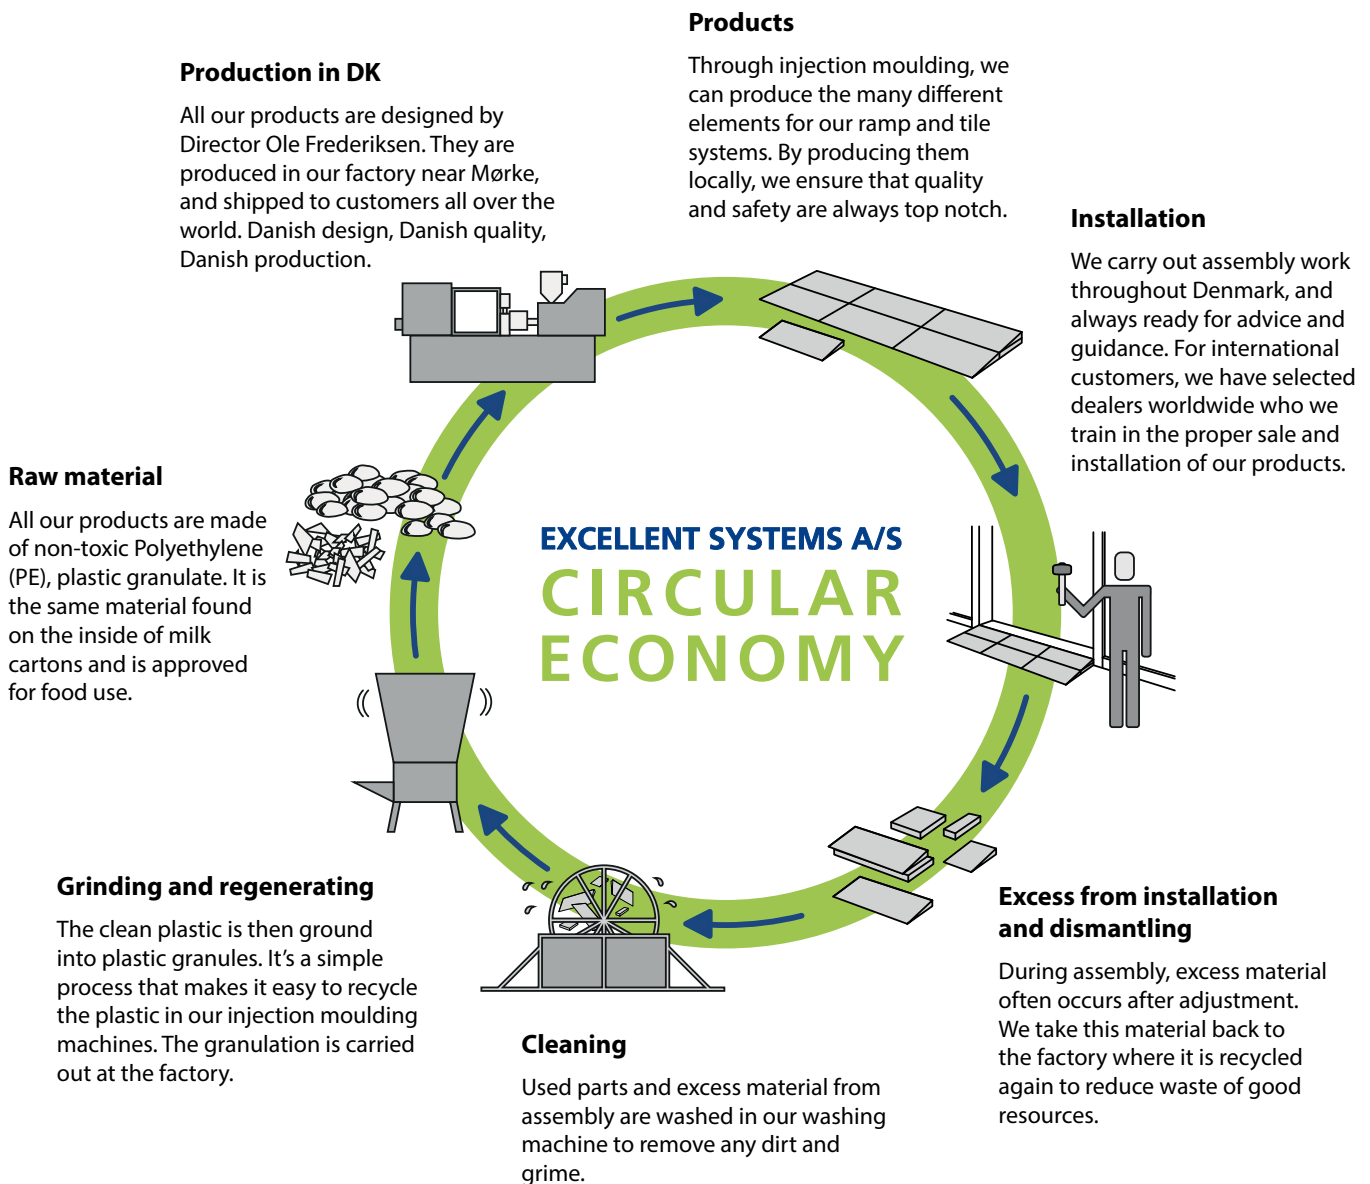 Products
Through injection moulding, we
can produce the many different
elements for our ramp and tile
systems. By producing them
locally, we ensure that quality
and safety are always top notch.
Production in DK
All our products are designed by
Director Ole Frederiksen. They are
produced in our factory near Mørke,
and shipped to customers all over the
world. Danish design, Danish quality,
Danish production.
Installation
We carry out assembly work
throughout Denmark, and
always ready for advice and
guidance. For international
customers, we have selected
dealers worldwide who we
train in the proper sale and
installation of our products.
Raw material
All our products are made
of non-toxic Polyethylene
(PE), plastic granulate. It is
the same material found
on the inside of milk
cartons and is approved
for food use.
EXCELLENT SYSTEMS A/S
CIRCULAR
ECONOMY
Grinding and regenerating
The clean plastic is then ground
into plastic granules. It’s a simple
process that makes it easy to recycle
the plastic in our injection moulding
machines. The granulation is carried
out at the factory.
Excess from installation
and dismantling
During assembly, excess material
often occurs after adjustment.
We take this material back to
the factory where it is recycled
again to reduce waste of good
resources.
Cleaning
Used parts and excess material from
assembly are washed in our washing
machine to remove any dirt and
grime.